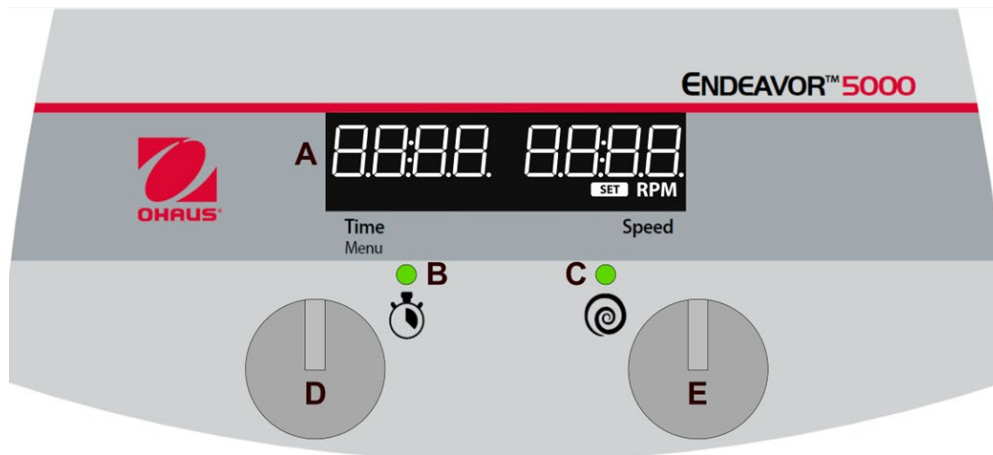 ENDEAVOR™5000
A 88:88 88:88.
SET RPM
OHAUS®
Time Speed
Menu
B C
D E